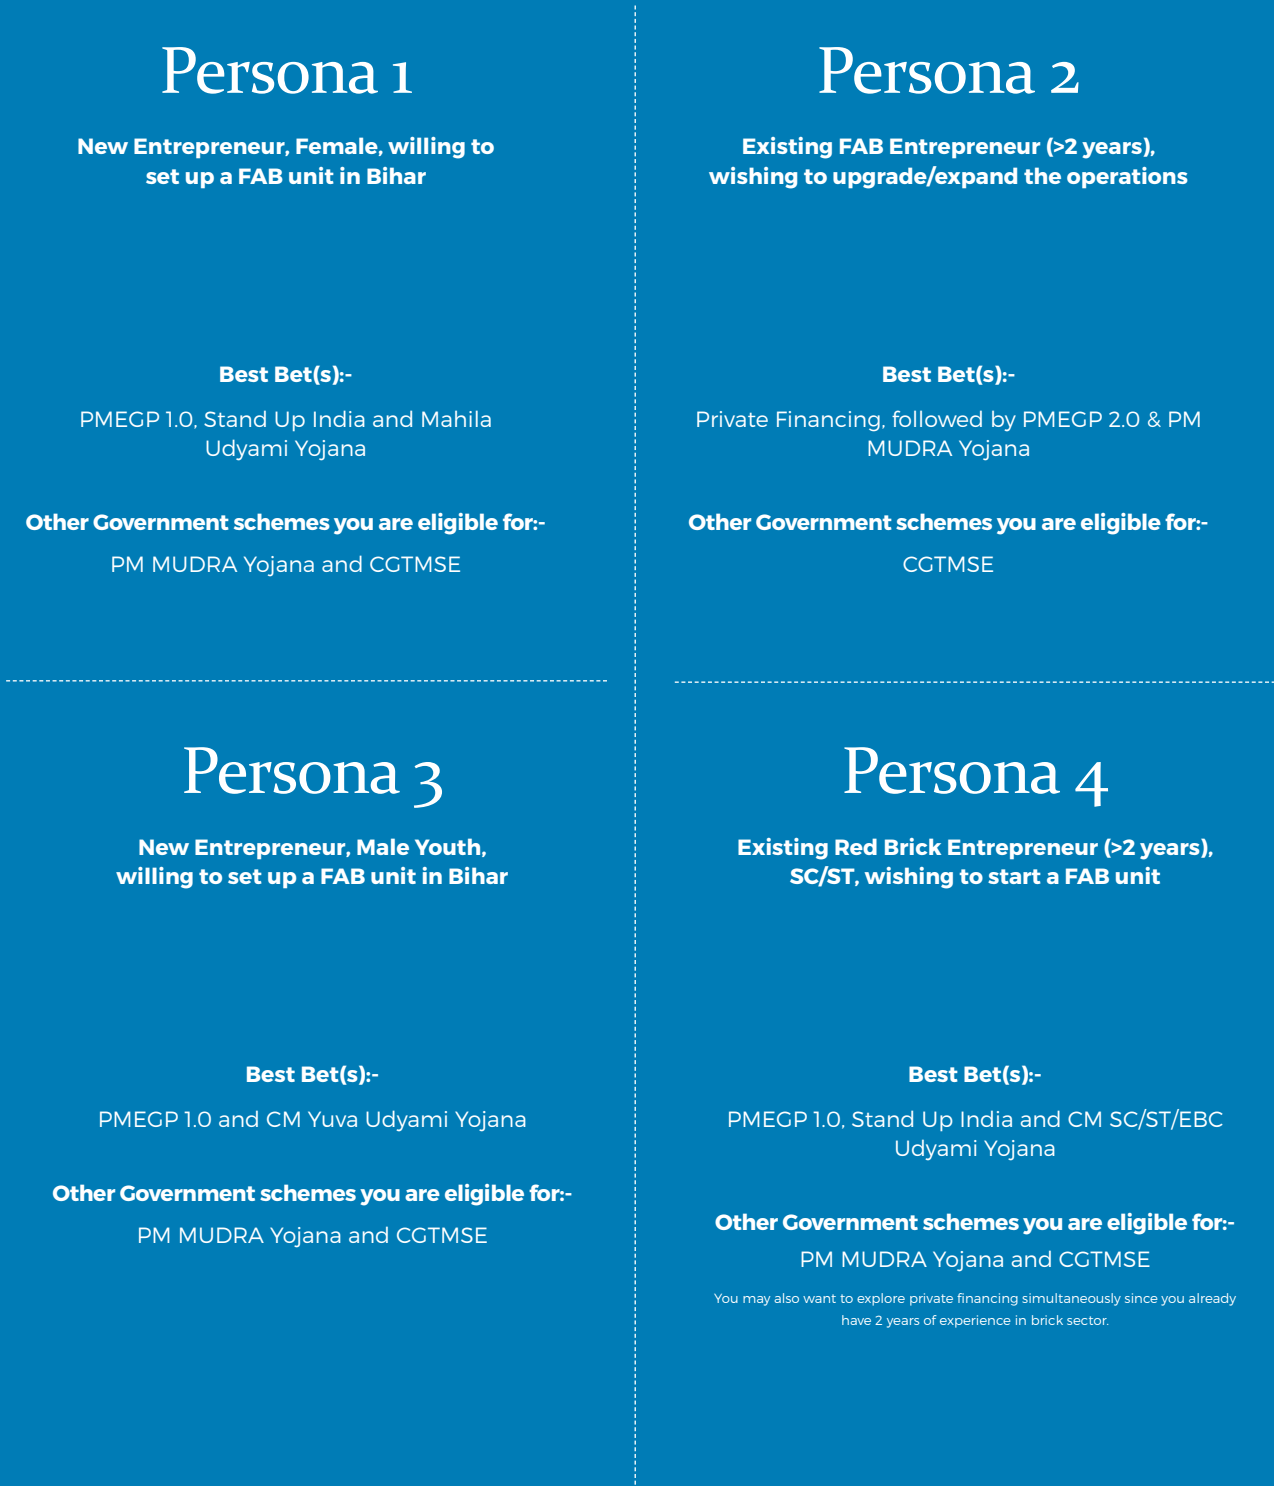 Persona 1
New Entrepreneur, Female, willing to
set up a FAB unit in Bihar
Best Bet(s):-
PMEGP 1.0, Stand Up India and Mahila
Udyami Yojana
Other Government schemes you are eligible for:-
PM MUDRA Yojana and CGTMSE
Persona 2
Existing FAB Entrepreneur (>2 years),
wishing to upgrade/expand the operations
Best Bet(s):-
Private Financing, followed by PMEGP 2.0 & PM
MUDRA Yojana
Other Government schemes you are eligible for:-
CGTMSE
Persona 3
New Entrepreneur, Male Youth,
willing to set up a FAB unit in Bihar
Best Bet(s):-
PMEGP 1.0 and CM Yuva Udyami Yojana
Other Government schemes you are eligible for:-
PM MUDRA Yojana and CGTMSE
Persona 4
Existing Red Brick Entrepreneur (>2 years),
SC/ST, wishing to start a FAB unit
Best Bet(s):-
PMEGP 1.0, Stand Up India and CM SC/ST/EBC
Udyami Yojana
Other Government schemes you are eligible for:-
PM MUDRA Yojana and CGTMSE
You may also want to explore private financing simultaneously since you already
have 2 years of experience in brick sector.